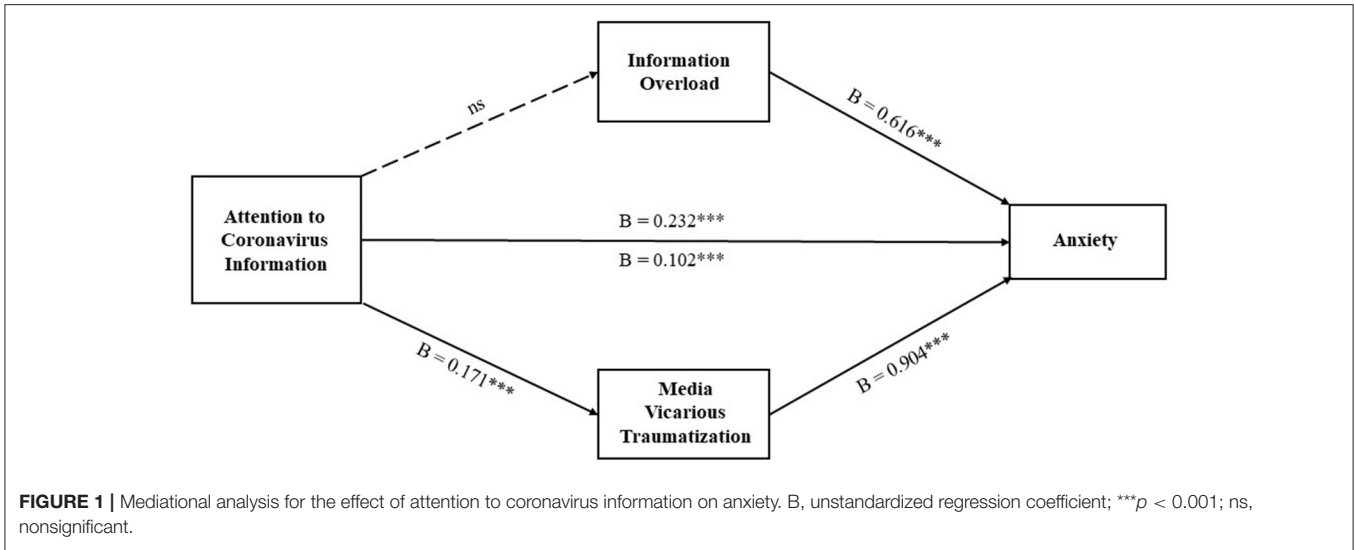 Information
Overload
ns
B = 0.616***
Attention to
Coronavirus
Information
B = 0.232***
B = 0.102***
Anxiety
B = 0.171***
B = 0.904***
Media
Vicarious
Traumatization
FIGURE 1 | Mediational analysis for the effect of attention to coronavirus information on anxiety. B, unstandardized regression coefficient; ***p < 0.001; ns,
nonsignificant.